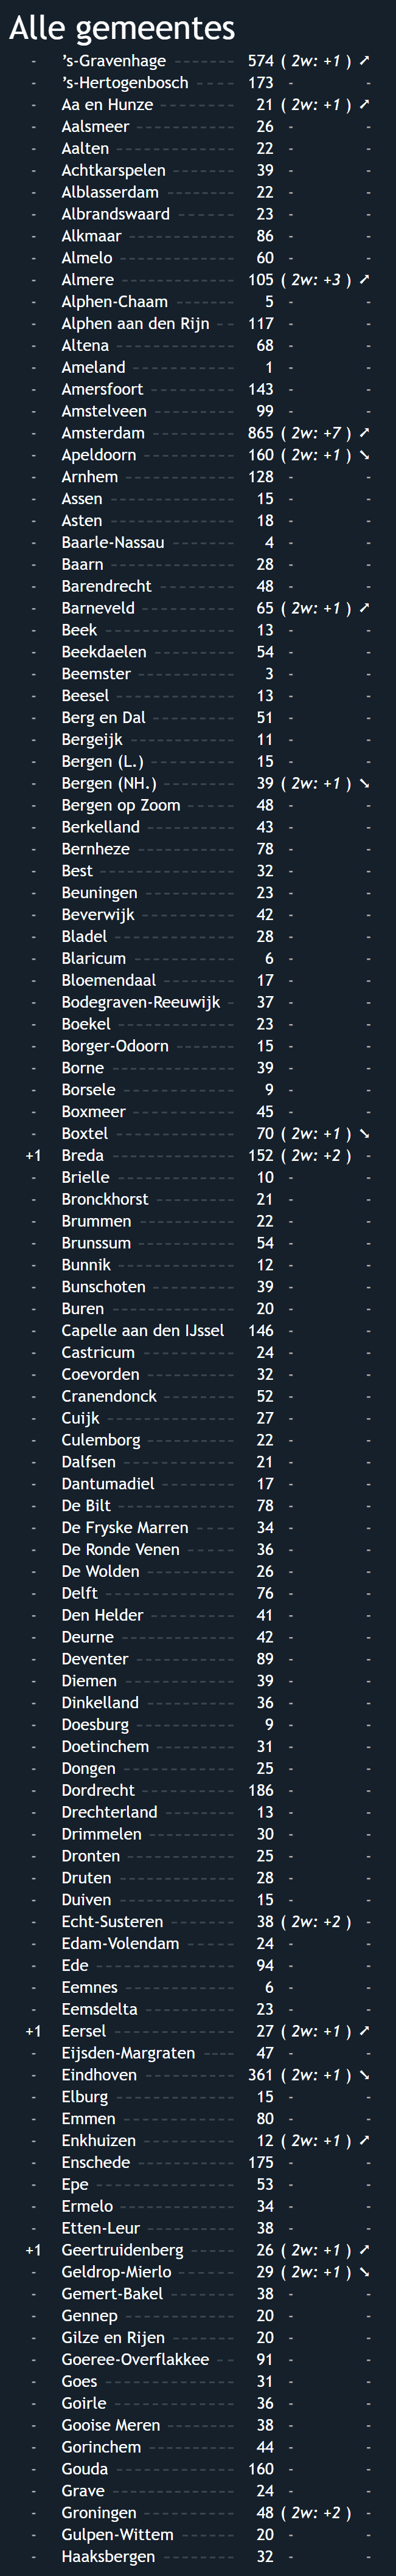 Alle gemeentes
- ’s-Gravenhage ------- 574 ( 2w: +1 ) ➚
- ’s-Hertogenbosch ----- 173 - -
- Aa en Hunze -------- 21 ( 2w: +1 ) ➚
- Aalsmeer ---------- 26 - -
- Aalten ------------ 22 - -
- Achtkarspelen ------- 39 - -
- Alblasserdam -------- 22 - -
- Albrandswaard ------- 23 - -
- Alkmaar ----------- 86 - -
- Almelo ------------ 60 - -
- Almere ------------ 105 ( 2w: +3 ) ➚
- Alphen-Chaam ------- 5 - -
- Alphen aan den Rijn -- 117 - -
- Altena ------------ 68 - -
- Ameland ----------- 1 - -
- Amersfoort ---------- 143 - -
- Amstelveen --------- 99 - -
- Amsterdam --------- 865 ( 2w: +7 ) ➚
- Apeldoorn ---------- 160 ( 2w: +1 ) ➘
- Arnhem ------------ 128 - -
- Assen ------------- 15 - -
- Asten ------------- 18 - -
- Baarle-Nassau ------- 4 - -
- Baarn ------------- 28 - -
- Barendrecht -------- 48 - -
- Barneveld ---------- 65 ( 2w: +1 ) ➚
- Beek -------------- 13 - -
- Beekdaelen --------- 54 - -
- Beemster ---------- 3 - -
- Beesel ------------ 13 - -
- Berg en Dal --------- 51 - -
- Bergeijk ----------- 11 - -
- Bergen (L.) --------- 15 - -
- Bergen (NH.) -------- 39 ( 2w: +1 ) ➘
- Bergen op Zoom ----- 48 - -
- Berkelland ---------- 43 - -
- Bernheze ----------- 78 - -
- Best -------------- 32 - -
- Beuningen ---------- 23 - -
- Beverwijk ---------- 42 - -
- Bladel ------------- 28 - -
- Blaricum ----------- 6 - -
- Bloemendaal -------- 17 - -
- Bodegraven-Reeuwijk - 37 - -
- Boekel ------------ 23 - -
- Borger-Odoorn ------- 15 - -
- Borne ------------- 39 - -
- Borsele ------------ 9 - -
- Boxmeer ----------- 45 - -
- Boxtel ------------- 70 ( 2w: +1 ) ➘
+1 Breda ------------- 152 ( 2w: +2 ) -
- Brielle ------------ 10 - -
- Bronckhorst --------- 21 - -
- Brummen ----------- 22 - -
- Brunssum ----------- 54 - -
- Bunnik ------------ 12 - -
- Bunschoten --------- 39 - -
- Buren ------------- 20 - -
- Capelle aan den IJssel 146 - -
- Castricum ---------- 24 - -
- Coevorden ---------- 32 - -
- Cranendonck -------- 52 - -
- Cuijk ------------- 27 - -
- Culemborg ---------- 22 - -
- Dalfsen ------------ 21 - -
- Dantumadiel -------- 17 - -
- De Bilt ------------ 78 - -
- De Fryske Marren ----- 34 - -
- De Ronde Venen ------ 36 - -
- De Wolden ---------- 26 - -
- Delft ------------- 76 - -
- Den Helder ---------- 41 - -
- Deurne ------------ 42 - -
- Deventer ----------- 89 - -
- Diemen ------------ 39 - -
- Dinkelland ---------- 36 - -
- Doesburg ----------- 9 - -
- Doetinchem --------- 31 - -
- Dongen ------------ 25 - -
- Dordrecht ---------- 186 - -
- Drechterland -------- 13 - -
- Drimmelen --------- 30 - -
- Dronten ----------- 25 - -
- Druten ------------ 28 - -
- Duiven ------------ 15 - -
- Echt-Susteren ------- 38 ( 2w: +2 ) -
- Edam-Volendam ------ 24 - -
- Ede --------------- 94 - -
- Eemnes ------------ 6 - -
- Eemsdelta ---------- 23 - -
+1 Eersel ------------ 27 ( 2w: +1 ) ➚
- Eijsden-Margraten ---- 47 - -
- Eindhoven ---------- 361 ( 2w: +1 ) ➘
- Elburg ------------ 15 - -
- Emmen ------------ 80 - -
- Enkhuizen ---------- 12 ( 2w: +1 ) ➚
- Enschede ----------- 175 - -
- Epe --------------- 53 - -
- Ermelo ------------ 34 - -
- Etten-Leur ---------- 38 - -
+1 Geertruidenberg ------ 26 ( 2w: +1 ) ➚
- Geldrop-Mierlo ------- 29 ( 2w: +1 ) ➘
- Gemert-Bakel -------- 38 - -
- Gennep ------------ 20 - -
- Gilze en Rijen -------- 20 - -
- Goeree-Overflakkee -- 91 - -
- Goes -------------- 31 - -
- Goirle ------------- 36 - -
- Gooise Meren -------- 38 - -
- Gorinchem ---------- 44 - -
- Gouda ------------- 160 - -
- Grave ------------- 24 - -
- Groningen ---------- 48 ( 2w: +2 ) -
- Gulpen-Wittem ------- 20 - -
- Haaksbergen -------- 32 - -